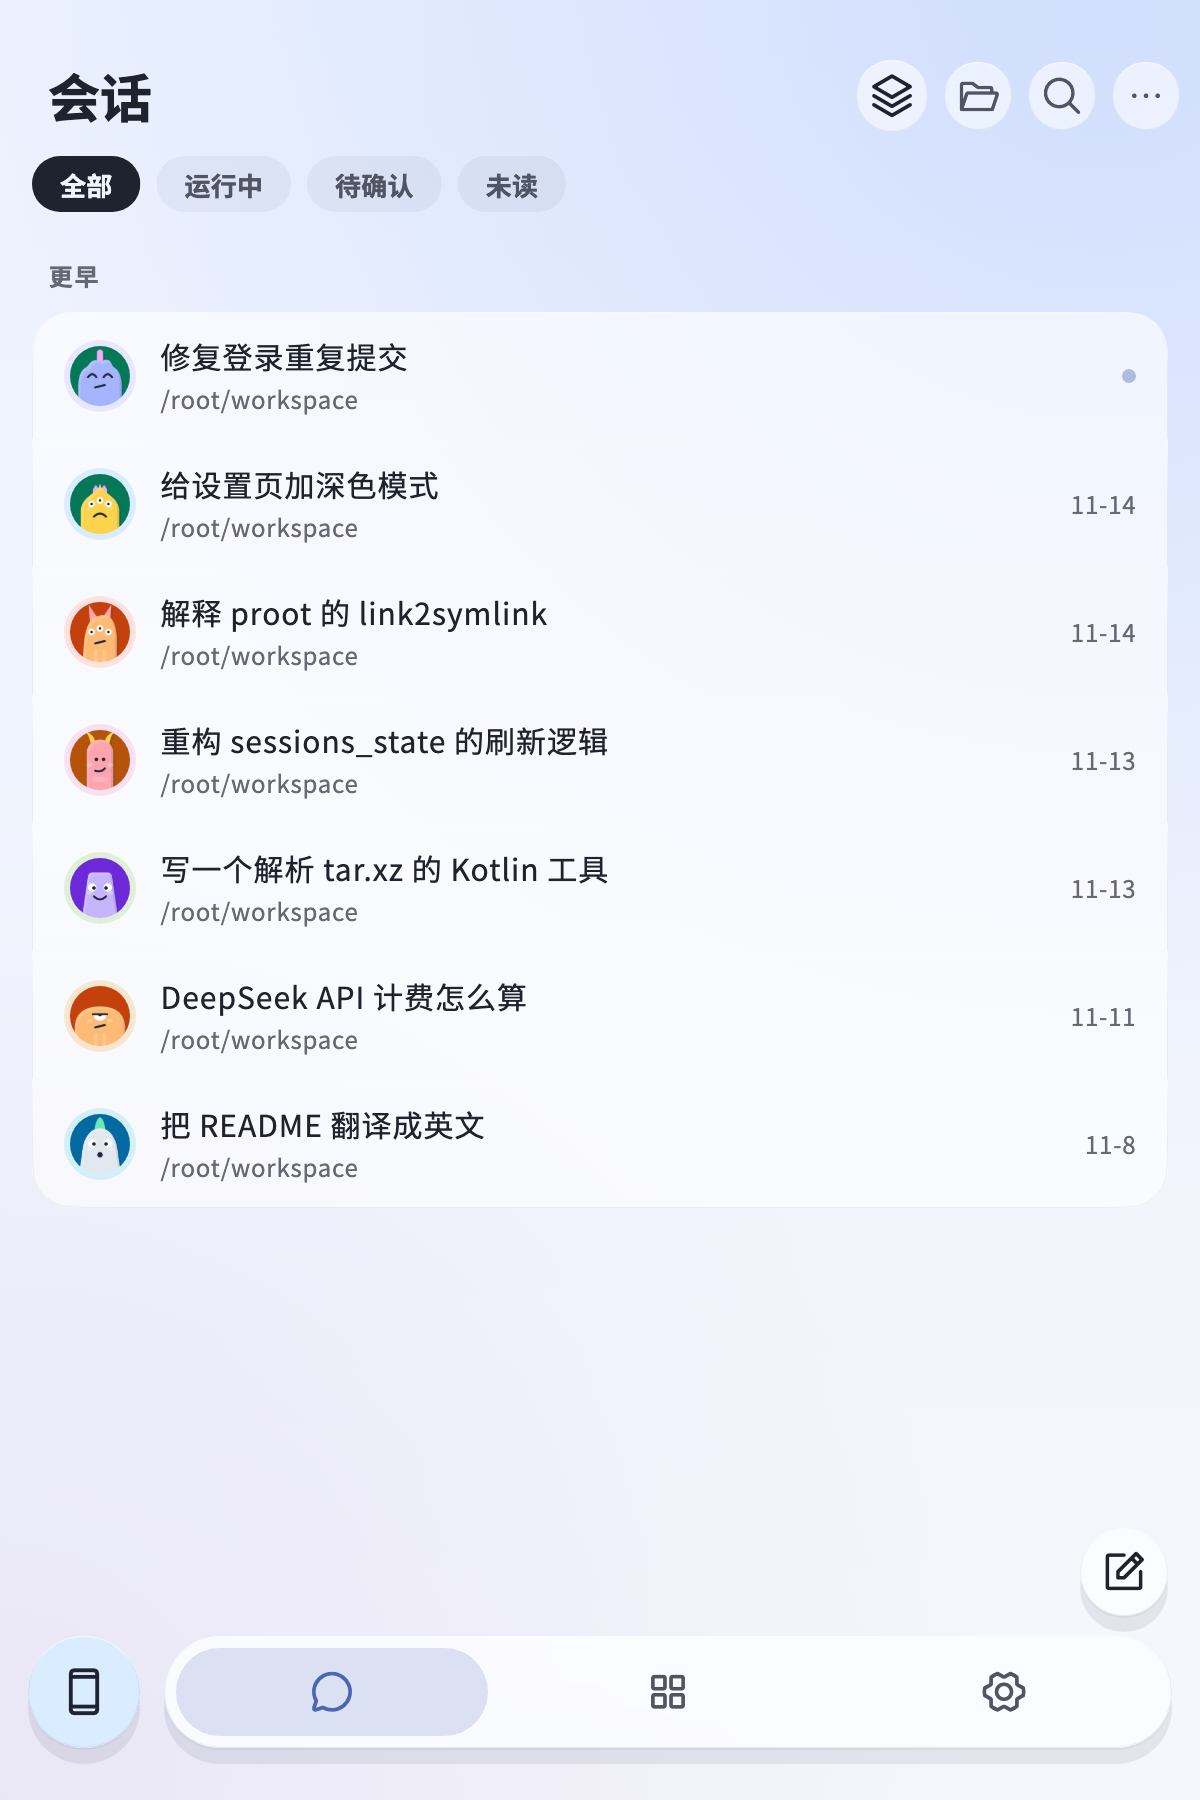 会话
全部
运行中
待确认
未读
更早
修复登录重复提交
/root/workspace
给设置页加深色模式
/root/workspace
11-14
解释 proot 的 link2symlink
/root/workspace
11-14
重构 sessions_state 的刷新逻辑
/root/workspace
11-13
写一个解析 tar.xz 的 Kotlin 工具
/root/workspace
11-13
DeepSeek API 计费怎么算
/root/workspace
11-11
把 README 翻译成英文
/root/workspace
11-8